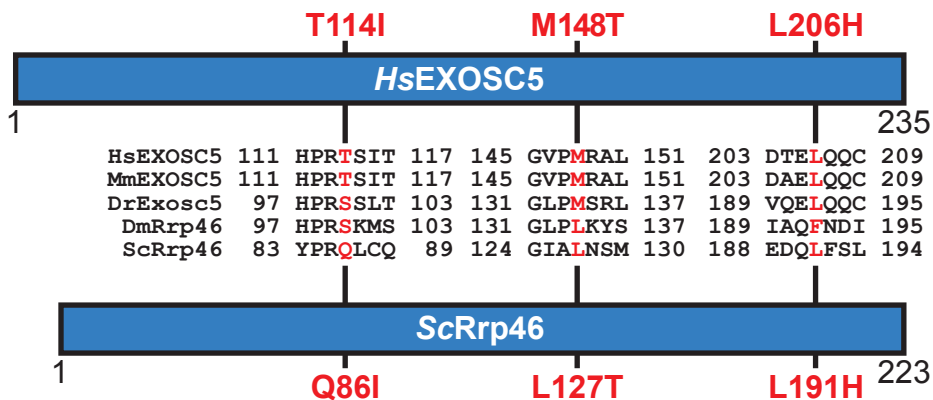 T114I M148T L206H
HsEXOSC5
1 235
HsEXOSC5 111 HPRTSIT 117 145 GVPMRAL 151 203 DTELQQC 209
MmEXOSC5 111 HPRTSIT 117 145 GVPMRAL 151 203 DAELQQC 209
DrExosc5 97 HPRSSLT 103 131 GLPMSRL 137 189 VQELQQC 195
DmRrp46 97 HPRSKMS 103 131 GLPLKYS 137 189 IAQFNDI 195
ScRrp46 83 YPRQLCQ 89 124 GIALNSM 130 188 EDQLFSL 194
ScRrp46
1 223
Q86I L127T L191H